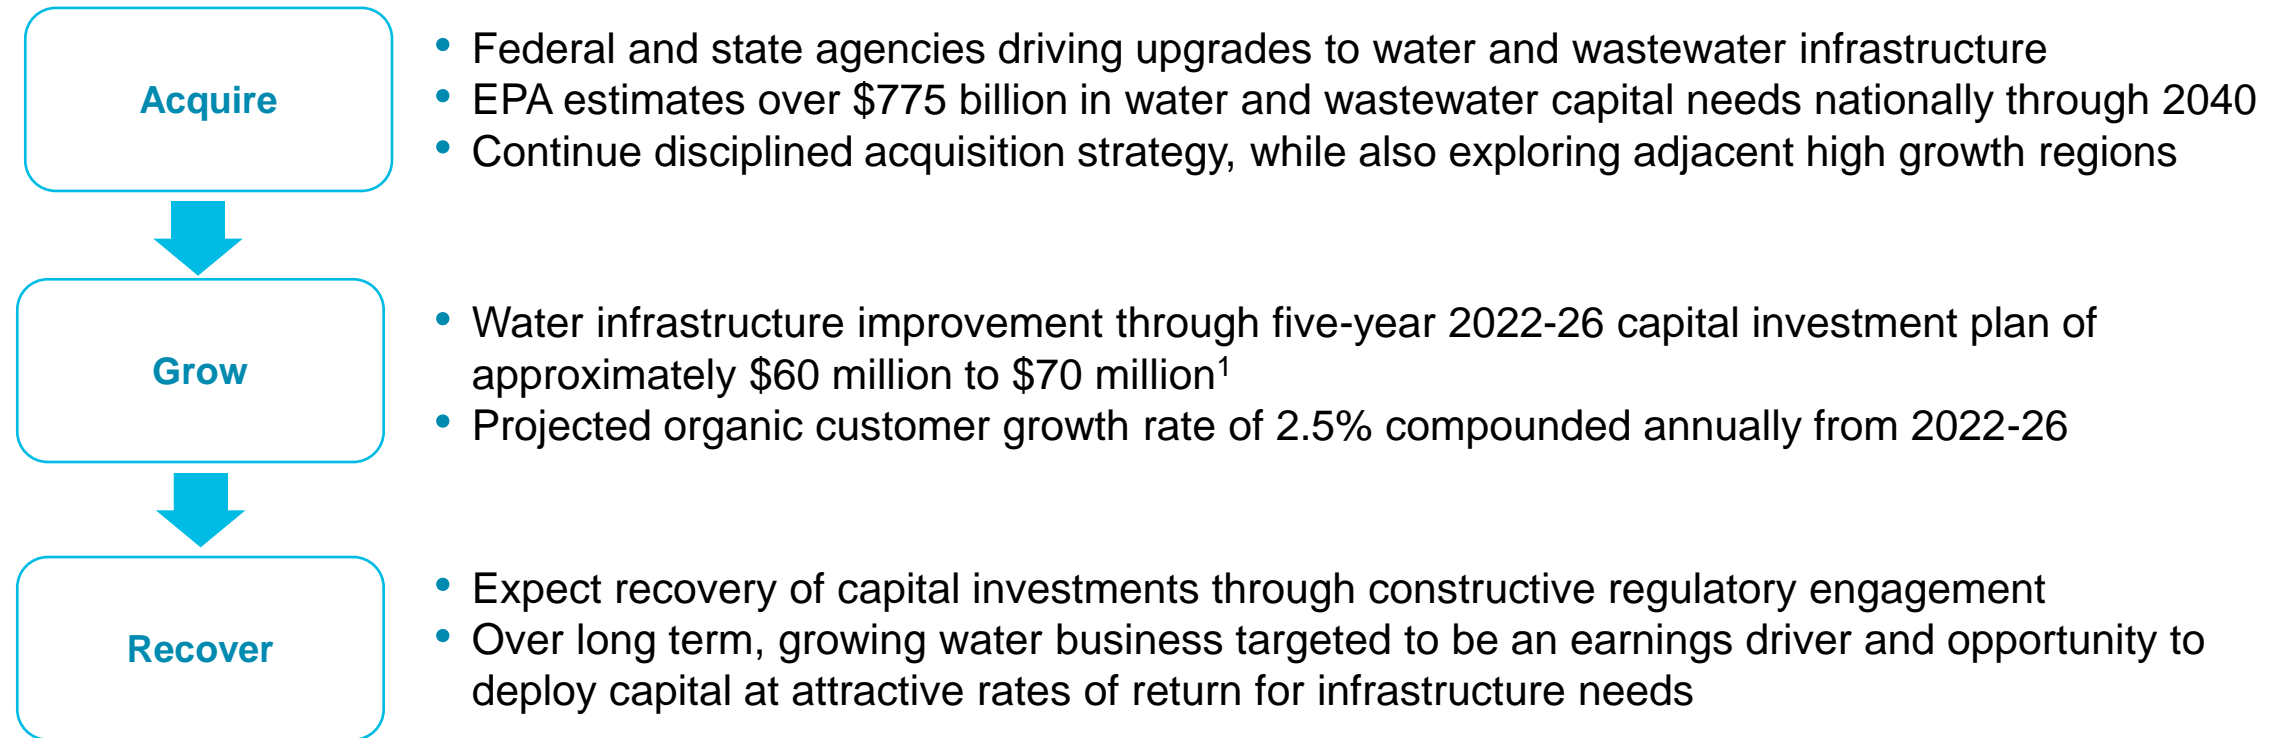 Acquire
• Federal and state agencies driving upgrades to water and wastewater infrastructure
• EPA estimates over $775 billion in water and wastewater capital needs nationally through 2040
• Continue disciplined acquisition strategy, while also exploring adjacent high growth regions
Grow
• Water infrastructure improvement through five-year 2022-26 capital investment plan of
approximately $60 million to $70 million¹
• Projected organic customer growth rate of 2.5% compounded annually from 2022-26
Recover
• Expect recovery of capital investments through constructive regulatory engagement
• Over long term, growing water business targeted to be an earnings driver and opportunity to
deploy capital at attractive rates of return for infrastructure needs